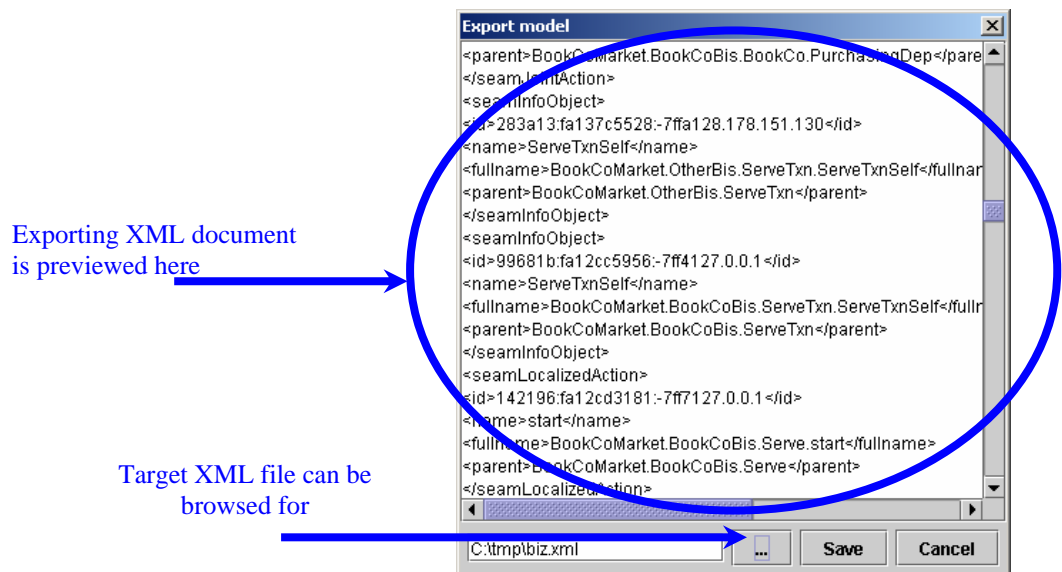 Export model
<parent>BookCoMarket.BookCoBis.BookCo.PurchasingDep</pare
</seamJointAction>
<seamInfoObject>
<id>283a13:fa137c5528:-7ffa128.178.151.130</id>
<name>ServeTxnSelf</name>
<fullname>BookCoMarket.OtherBis.ServeTxn.ServeTxnSelf</fullnar
<parent>BookCoMarket.OtherBis.ServeTxn</parent>
</seamInfoObject>
<seamInfoObject>
<id>99681b:fa12cc5956:-7ff4127.0.0.1</id>
<name>ServeTxnSelf</name>
<fullname>BookCoMarket.BookCoBis.ServeTxn.ServeTxnSelf</fullr
<parent>BookCoMarket.BookCoBis.ServeTxn</parent>
</seamInfoObject>
<seamLocalizedAction>
<id>142196:fa12cd3181:-7ff7127.0.0.1</id>
<name>start</name>
<fullname>BookCoMarket.BookCoBis.Serve.start</fullname>
<parent>BookCoMarket.BookCoBis.Serve</parent>
</seamLocalizedAction>
Exporting XML document
is previewed here
Target XML file can be
browsed for
C:\tmp\biz.xml
...
Save
Cancel